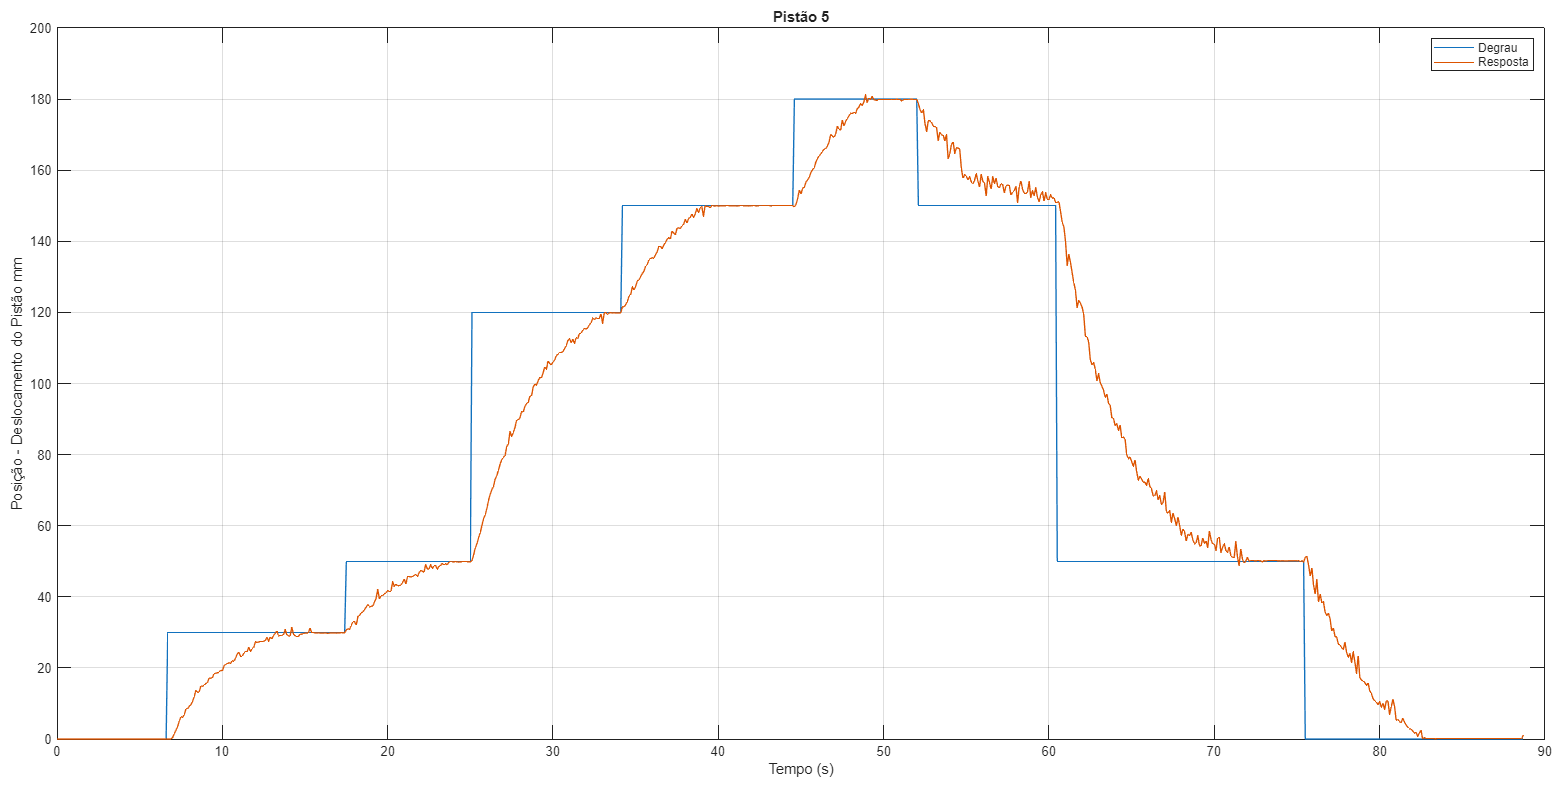 Pistão 5
Degrau
Resposta
Posição - Deslocamento do Pistão mm
200
180
160
140
120
100
80
60
40
20
0
0 10 20 30 40 50 60 70 80 90
Tempo (s)